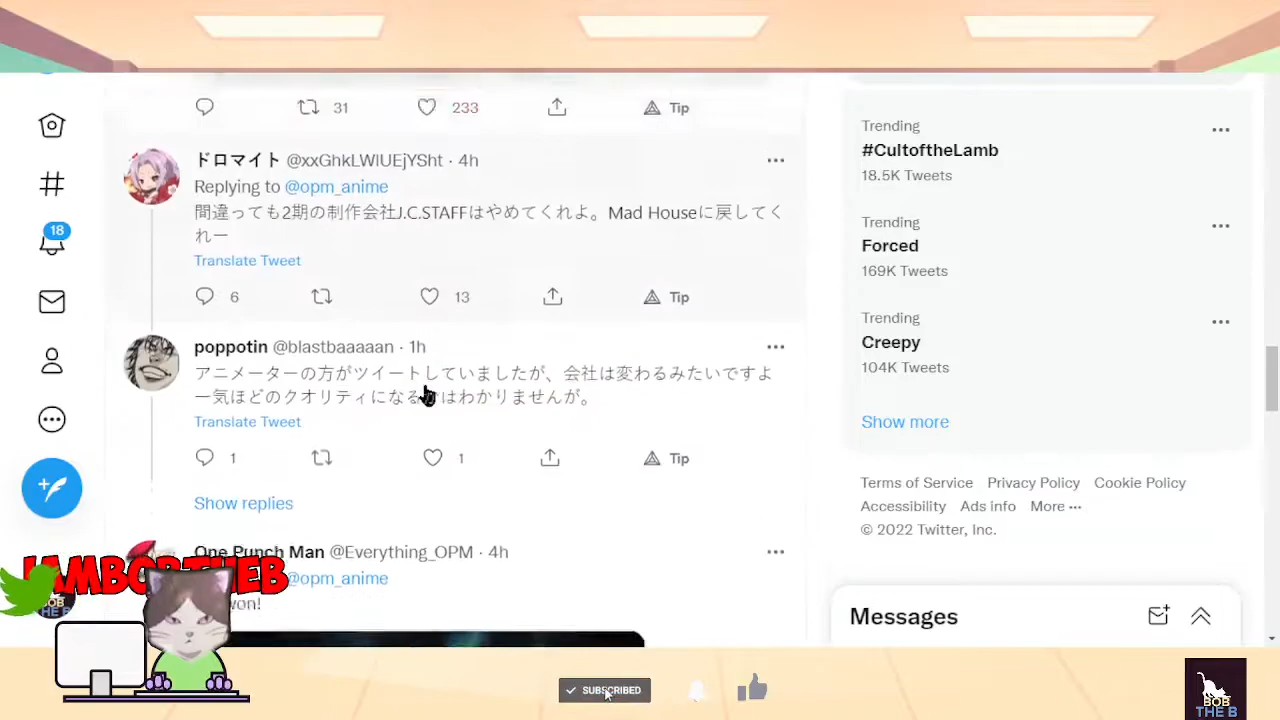 31 233 Tip
ドロマイト @xxGhkLWlUEjYSht · 4h
Replying to @opm_anime
間違っても2期の制作会社J.C.STAFFはやめてくれよ。Mad Houseに戻してく
れー
Translate Tweet
6 13 Tip
poppotin @blastbaaaaan · 1h
アニメーターの方がツイートしていましたが、会社は変わるみたいですよ
一気ほどのクオリティになる はわかりませんが。
Translate Tweet
1 1 Tip
Show replies
One Punch Man @Everything_OPM · 4h
@opm_anime
won!
18
Trending
#CultoftheLamb
18.5K Tweets
Trending
Forced
169K Tweets
Trending
Creepy
104K Tweets
Show more
Terms of Service Privacy Policy Cookie Policy
Accessibility Ads info More ···
© 2022 Twitter, Inc.
Messages
IAMBOBTHEB
BOB
THE B
SUBSCRIBED
BOB
THE B